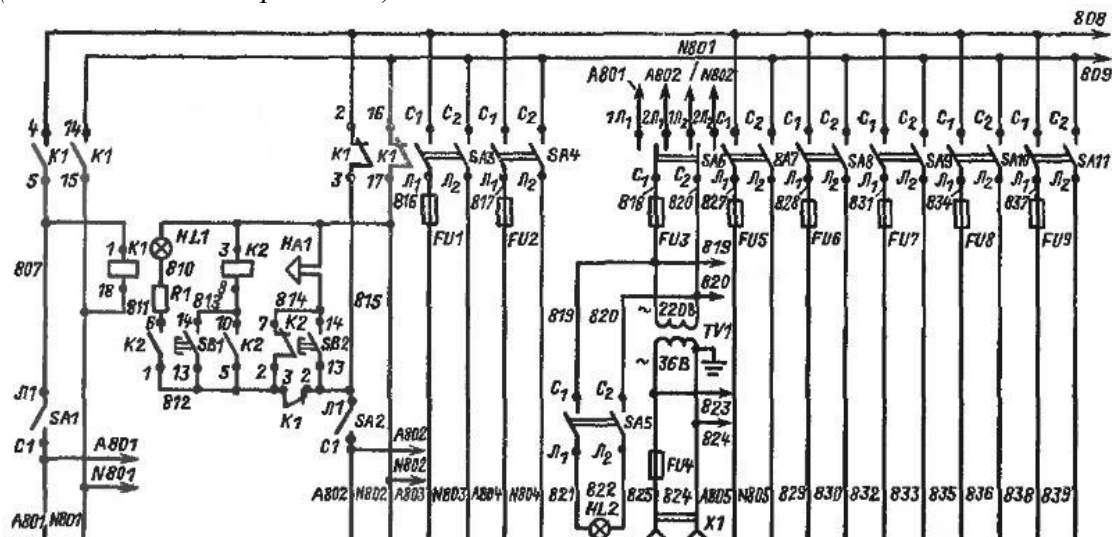 808
N801
809
A801
A802
N802
4
14
2
16
C1
C2
C1
C2
1Л1
2Л1
1Л2
2Л2
C1
C2
C1
C2
C1
C2
C1
C2
C1
C2
K1
K1
K1
K1
SA3
SA4
SA6
SA7
SA8
SA9
SA10
SA11
5
15
3
17
Л1
Л2
Л1
Л2
C1
C2
Л1
Л2
Л1
Л2
Л1
Л2
Л1
Л2
Л1
Л2
816
817
818
820
827
828
831
834
837
FU1
FU2
FU3
FU5
FU6
FU7
FU8
FU9
HL1
1
K1
3
K2
HA1
807
810
819
18
R1
9
820
811
813
814
815
819
820
~
220В
TV1
6
14
10
7
K2
14
K2
SB1
K2
SB2
~
36В
1
13
5
2
3
2
13
812
K1
Л1
SA1
C1
Л1
SA2
C1
C1
C2
SA5
Л1
Л2
823
824
A801
N801
A802
N802
FU4
A801
N801
A802
N802
A803
N803
A804
N804
821
822
825
824
A805
N805
829
830
832
833
835
836
838
839
HL2
X1